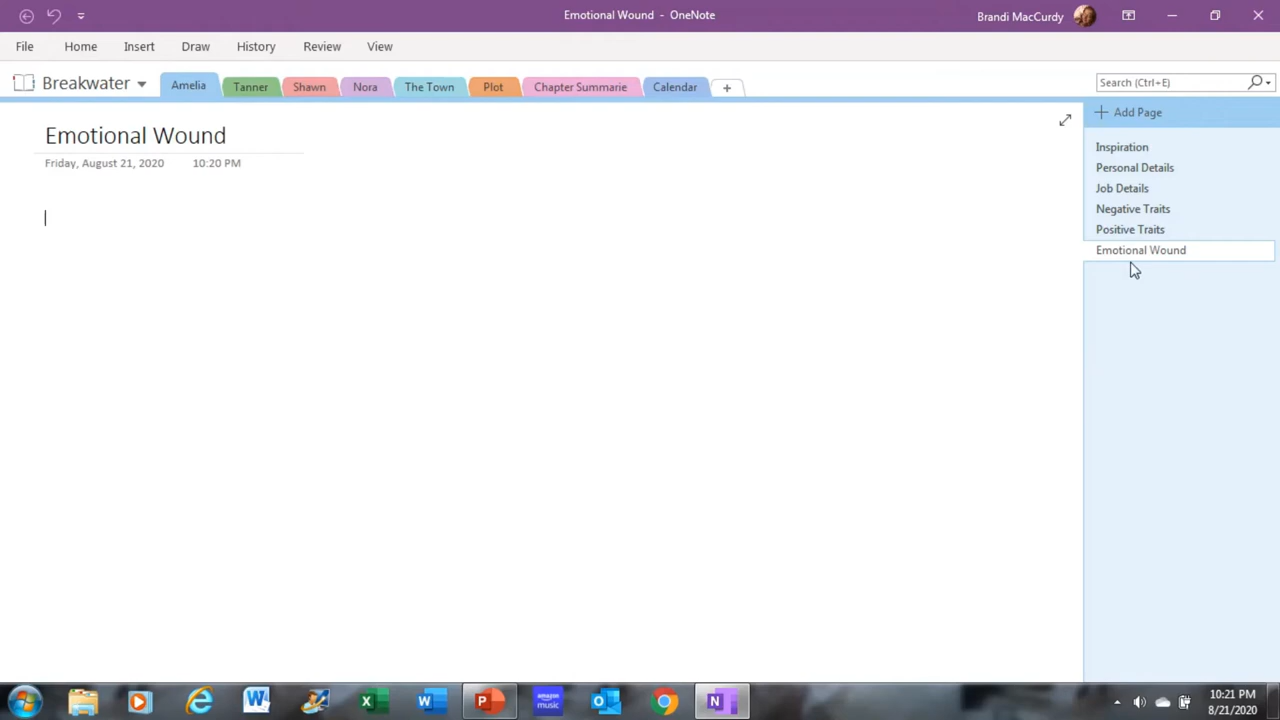 Emotional Wound - OneNote
Brandi MacCurdy
File Home Insert Draw History Review View
Breakwater Amelia Tanner Shawn Nora The Town Plot Chapter Summarie Calendar +
Search (Ctrl+E)
Emotional Wound
Friday, August 21, 2020 10:20 PM
Add Page
Inspiration
Personal Details
Job Details
Negative Traits
Positive Traits
Emotional Wound
amazon
music
10:21 PM
8/21/2020